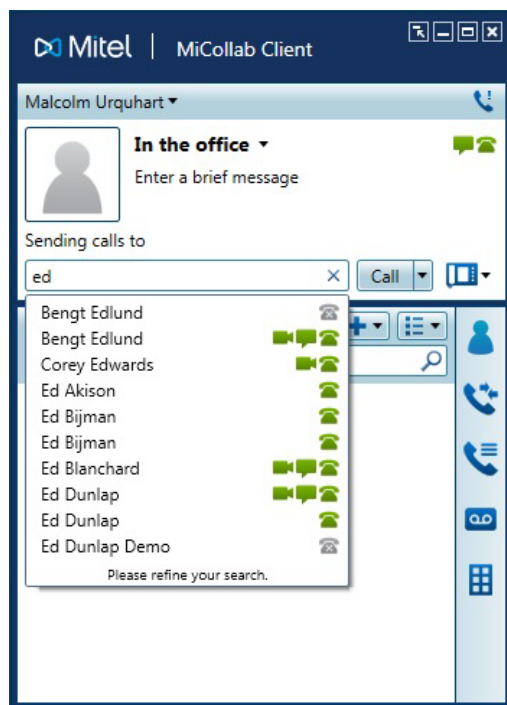 Mitel | MiCollab Client
Malcolm Urquhart
In the office
Enter a brief message
Sending calls to
ed
Call
Bengt Edlund
Bengt Edlund
Corey Edwards
Ed Akison
Ed Bijman
Ed Bijman
Ed Blanchard
Ed Dunlap
Ed Dunlap
Ed Dunlap Demo
Please refine your search.